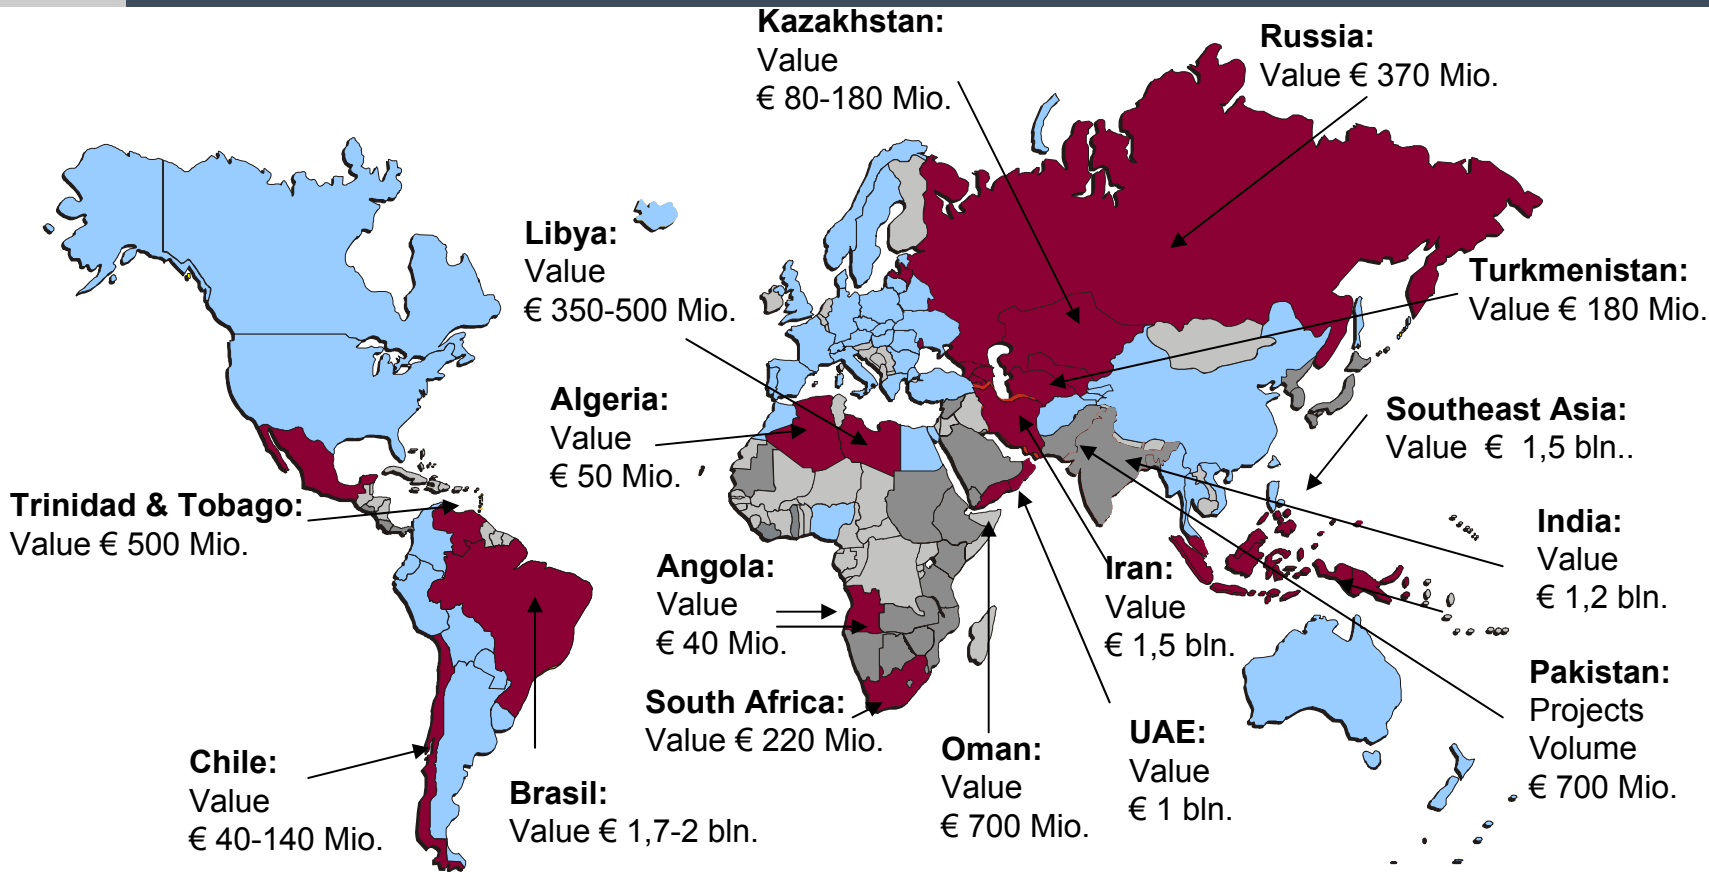 Kazakhstan:
Value
€ 80-180 Mio.
Russia:
Value € 370 Mio.
Libya:
Value
€ 350-500 Mio.
Turkmenistan:
Value € 180 Mio.
Algeria:
Value
€ 50 Mio. ,
Southeast Asia:
Value € 1,5 bln..
Trinidad & Tobago:
Value € 500 Mio.
India:
Value
€ 1,2 bln.
Angola:
Value
€ 40 Mio.
Iran:
Value
€ 1,5 bln.
Pakistan:
Projects
Volume
€ 700 Mio.
South Africa:
Value € 220 Mio.
Oman:
Value
€ 700 Mio.
UAE:
Value
€ 1 bln.
Chile:
Value
€ 40-140 Mio.
Brasil:
Value € 1,7-2 bln.